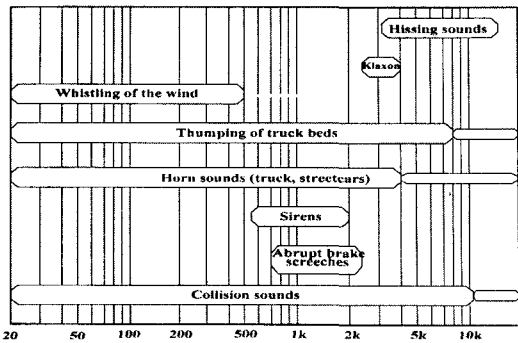 Hissing sounds
Klaxon
Whistling of the wind
Thumping of truck beds
Horn sounds (truck, streetcars)
Sirens
Abrupt brake
screeches
Collision sounds
20 50 100 200 500 1k 2k 5k 10k